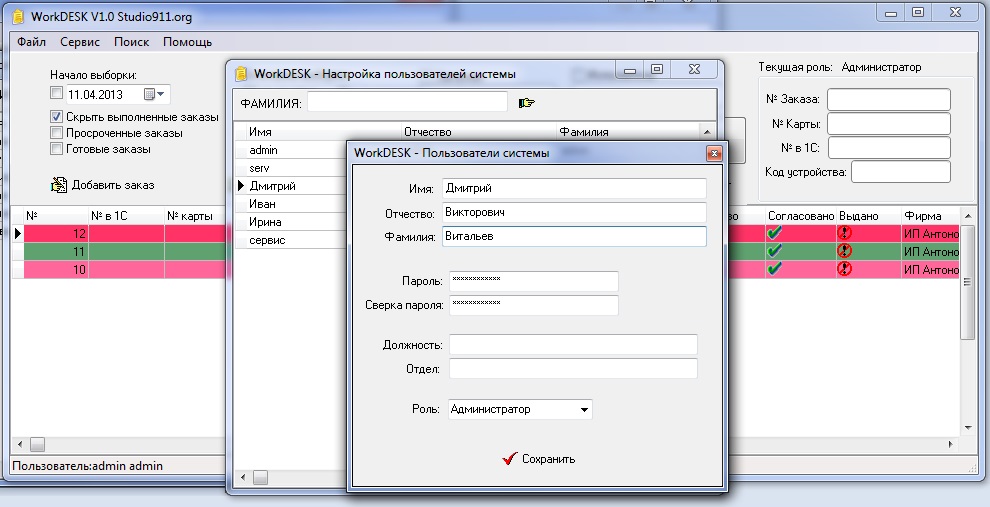 WorkDESK V1.0 Studio911.org
Файл Сервис Поиск Помощь
Начало выборки:
11.04.2013
Скрыть выполненные заказы
Просроченные заказы
Готовые заказы
Добавить заказ
Текущая роль: Администратор
№ Заказа:
№ Карты:
№ в 1С:
Код устройства:
№ № в 1С № карты Согласовано Выдано Фирма
12 ИП Антоно
11 ИП Антоно
10 ИП Антоно
Пользователь:admin admin
WorkDESK - Настройка пользователей системы
ФАМИЛИЯ:
Имя Отчество Фамилия
admin
serv
Дмитрий
Иван
Ирина
сервис
WorkDESK - Пользователи системы
Имя: Дмитрий
Отчество: Викторович
Фамилия: Витальев
Пароль: ************
Сверка пароля: ************
Должность:
Отдел:
Роль: Администратор
Сохранить